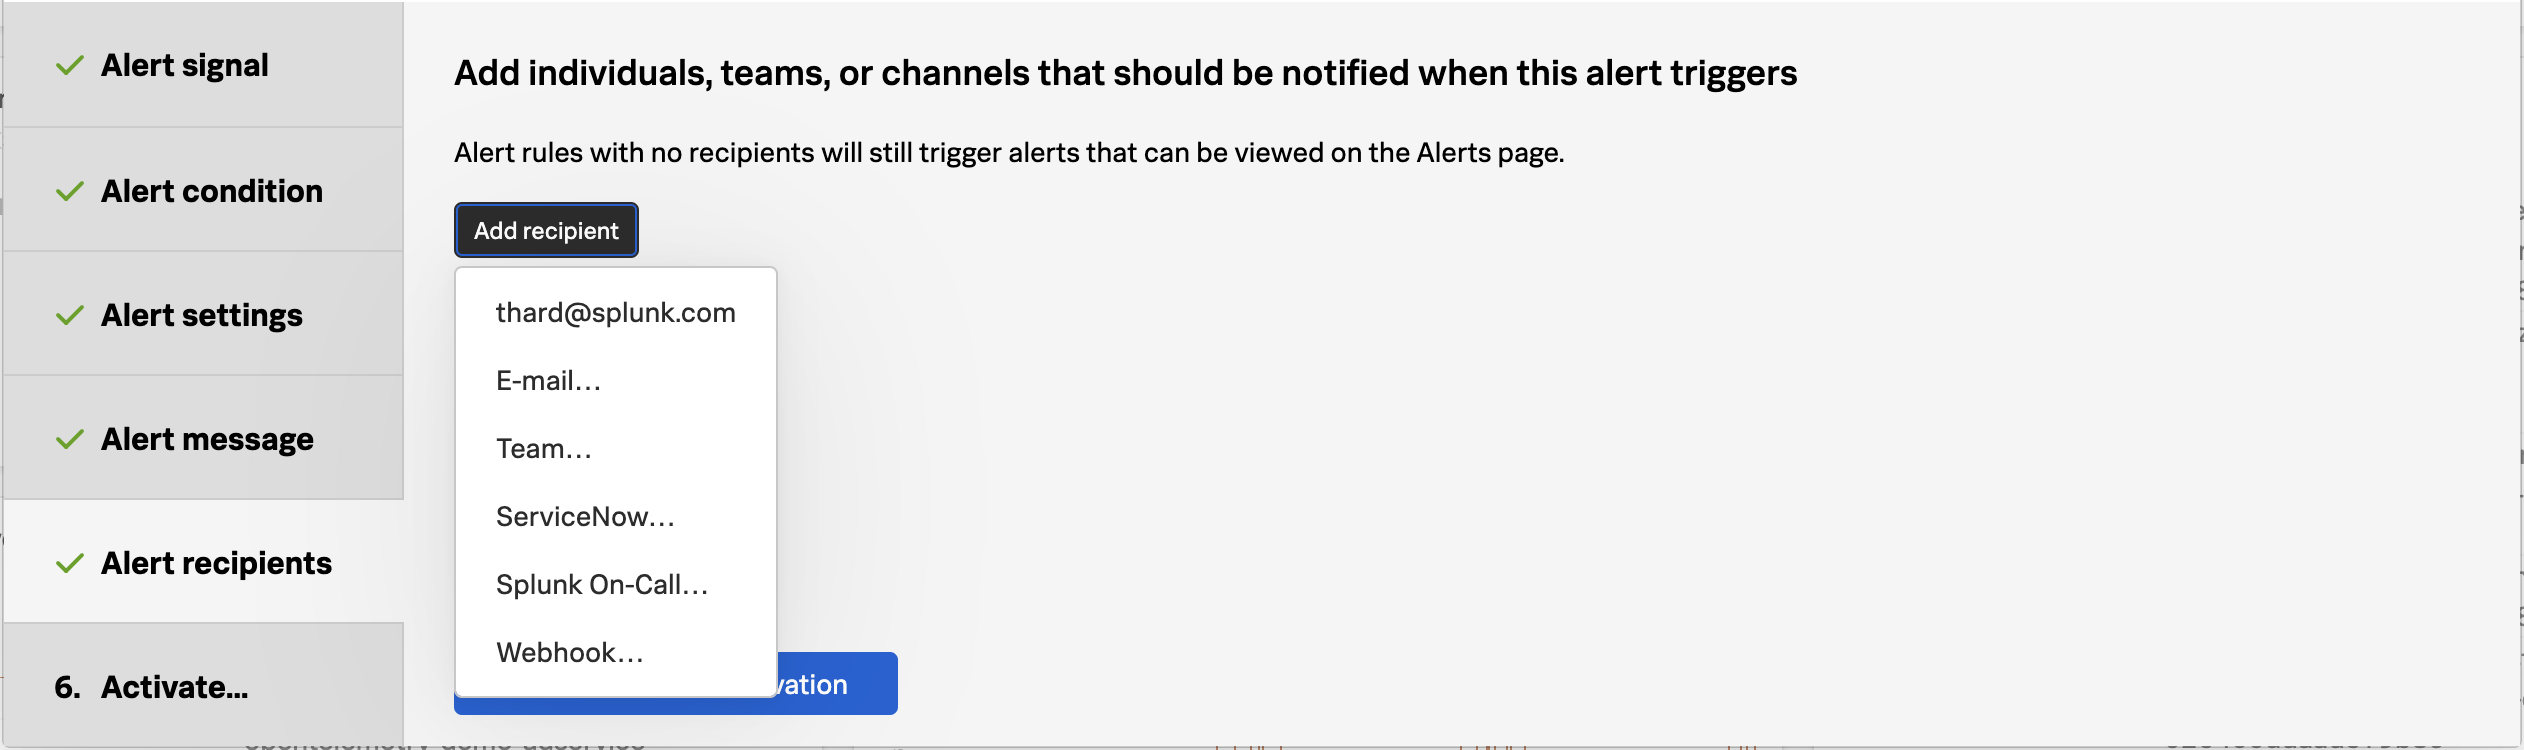 Alert signal
Alert condition
Alert settings
Alert message
Alert recipients
6. Activate...
Add individuals, teams, or channels that should be notified when this alert triggers
Alert rules with no recipients will still trigger alerts that can be viewed on the Alerts page.
Add recipient
thard@splunk.com
E-mail…
Team…
ServiceNow…
Splunk On-Call…
Webhook…